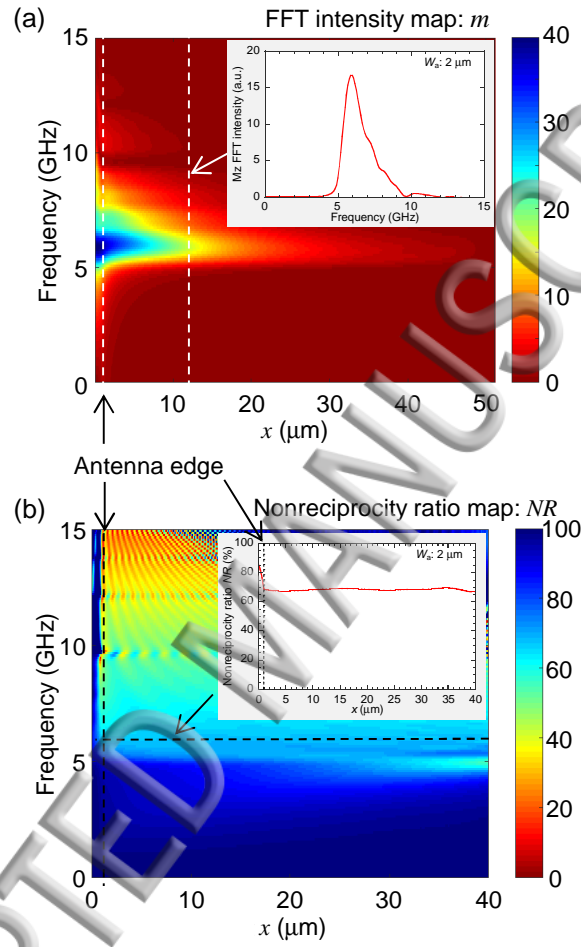 (a)
FFT intensity map: m
15
10
5
0
Frequency (GHz)
10 20 30 40 50
x (μm)
40
30
20
10
0
20
15
10
5
0
Mz FFT intensity (a.u.)
Wa: 2 μm
0 5 10 15
Frequency (GHz)
Antenna edge
(b)
Nonreciprocity ratio map: NR
15
10
5
0
Frequency (GHz)
0 10 20 30 40
x (μm)
100
80
60
40
20
0
100
80
60
40
20
0
Nonreciprocity ratio NR (%)
Wa: 2 μm
0 5 10 15 20 25 30 35 40
x (μm)
PTED MANUSC